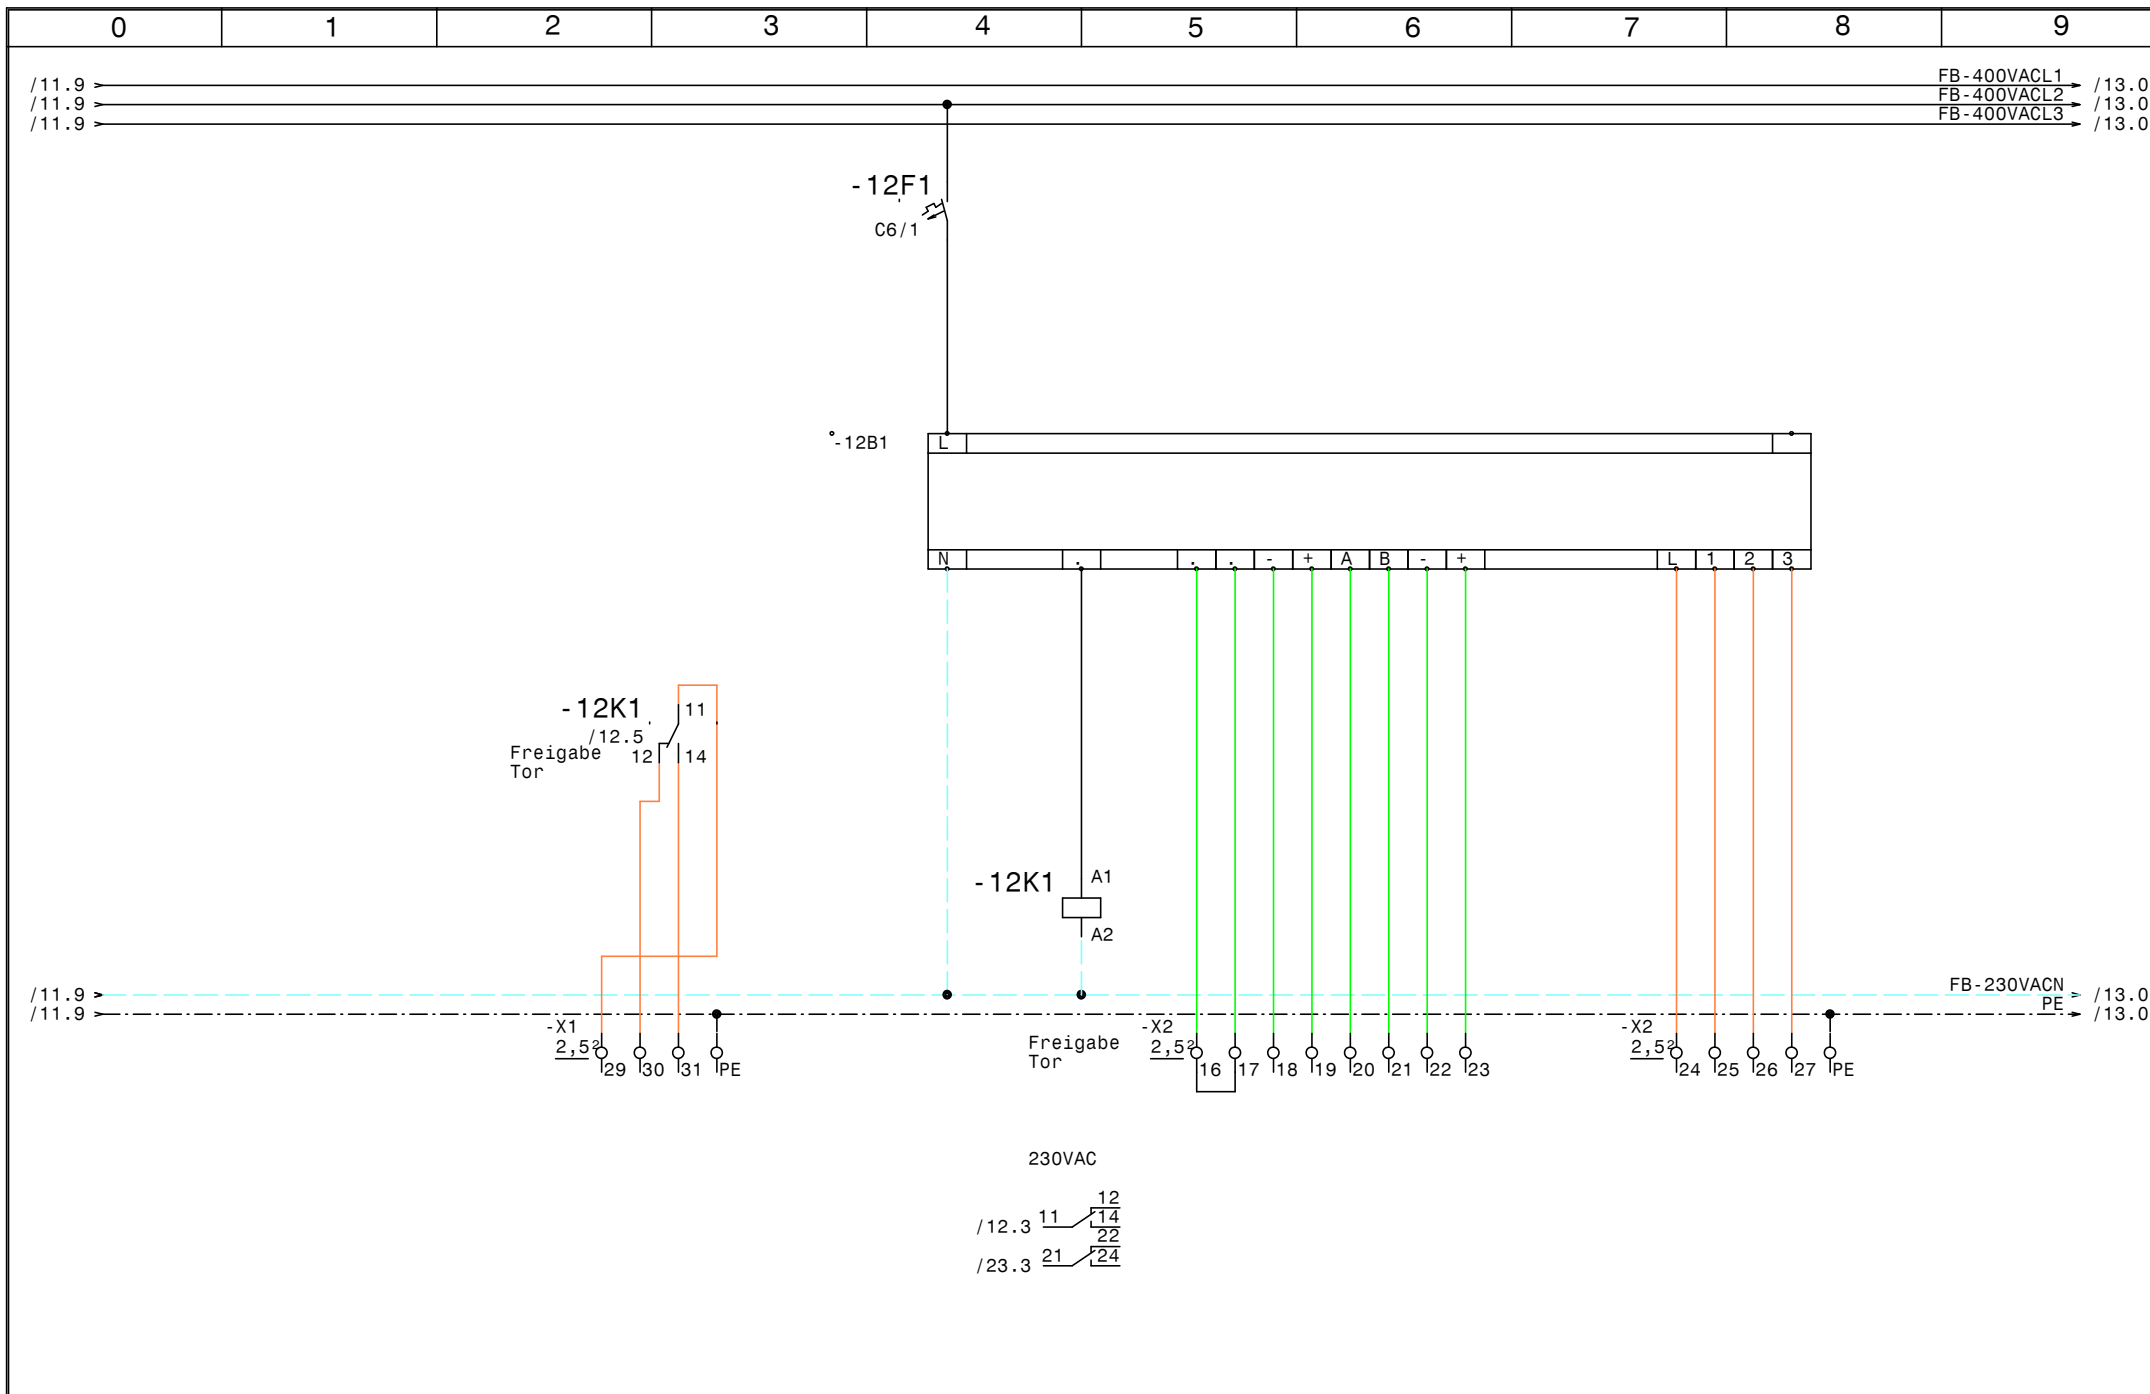 0 1 2 3 4 5 6 7 8 9
/11.9 FB-400VACL1 /13.0
/11.9 FB-400VACL2 /13.0
/11.9 FB-400VACL3 /13.0
-12F1
C6/1
-12B1 L
N . . . - + A B - + L 1 2 3
-12K1 11
/12.5
Freigabe 12 14
Tor
-12K1 A1
A2
/11.9 FB-230VACN /13.0
/11.9 PE /13.0
-X1
2,5²
29 30 31 PE
Freigabe
Tor
-X2
2,5²
16 17 18 19 20 21 22 23
-X2
2,5²
24 25 26 27 PE
230VAC
12
/12.3 11 14
22
/23.3 21 24